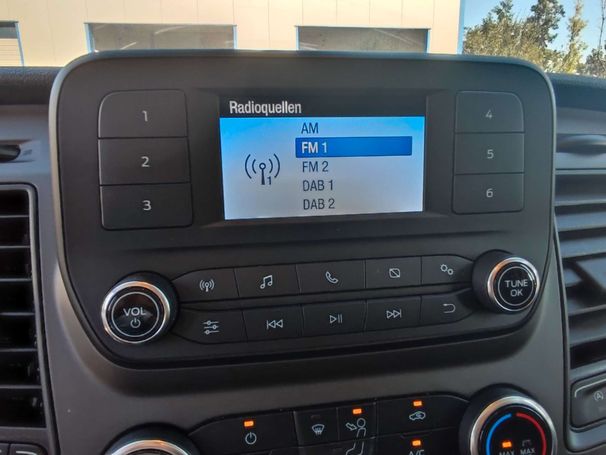 Radioquellen
AM
FM 1
FM 2
DAB 1
DAB 2
1
1
2
3
4
5
6
VOL
TUNE
OK
A/C
MAX
MAX